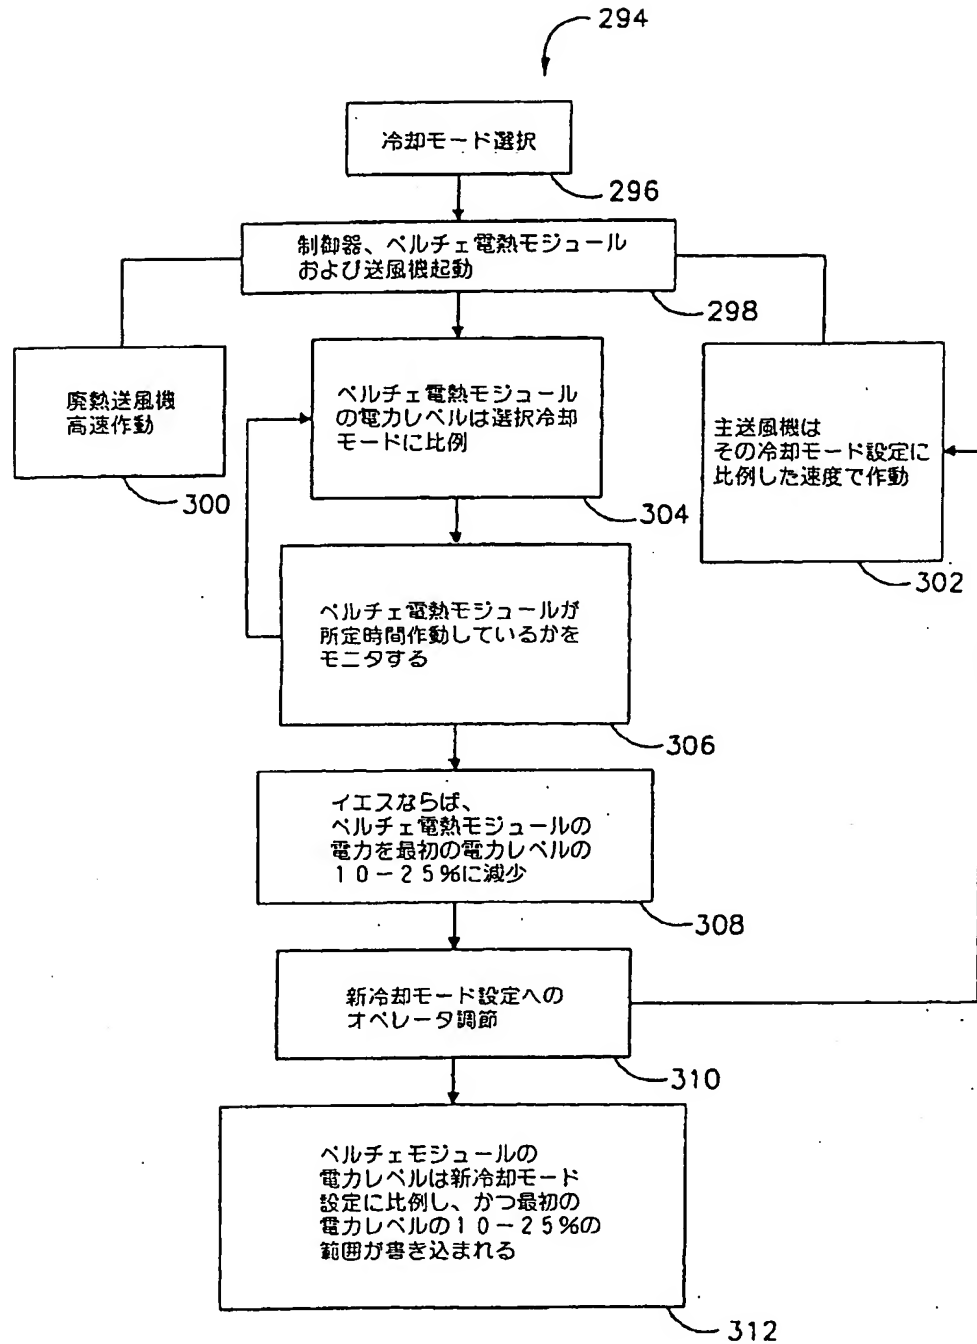 294
冷却モード選択
296
制御器、ペルチェ電熱モジュール
および送風機起動
298
廃熱送風機
高速作動
300
ペルチェ電熱モジュール
の電力レベルは選択冷却
モードに比例
304
主送風機は
その冷却モード設定に
比例した速度で作動
302
ペルチェ電熱モジュールが
所定時間作動しているかを
モニタする
306
イエスならば、
ペルチェ電熱モジュールの
電力を最初の電力レベルの
10-25%に減少
308
新冷却モード設定への
オペレータ調節
310
ペルチェモジュールの
電力レベルは新冷却モード
設定に比例し、かつ最初の
電力レベルの10-25%の
範囲が書き込まれる
312